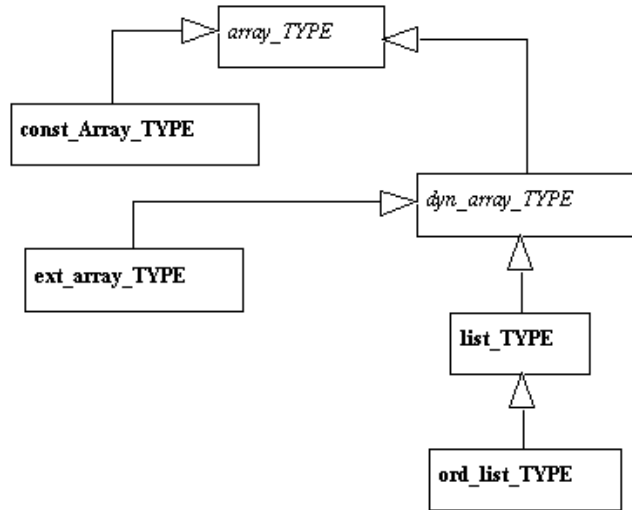 array_TYPE
const_Array_TYPE
dyn_array_TYPE
ext_array_TYPE
list_TYPE
ord_list_TYPE